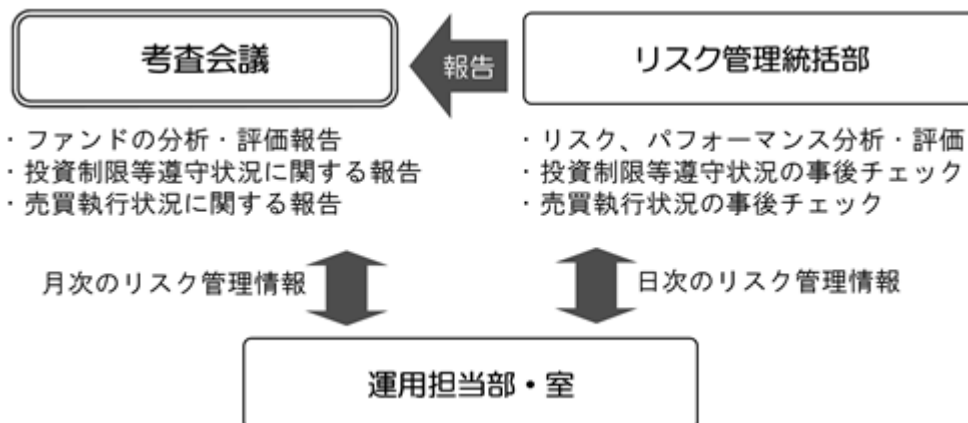 考査会議
報告
リスク管理統括部
・ファンドの分析・評価報告
・投資制限等遵守状況に関する報告
・売買執行状況に関する報告
・リスク、パフォーマンス分析・評価
・投資制限等遵守状況の事後チェック
・売買執行状況の事後チェック
月次のリスク管理情報
日次のリスク管理情報
運用担当部・室